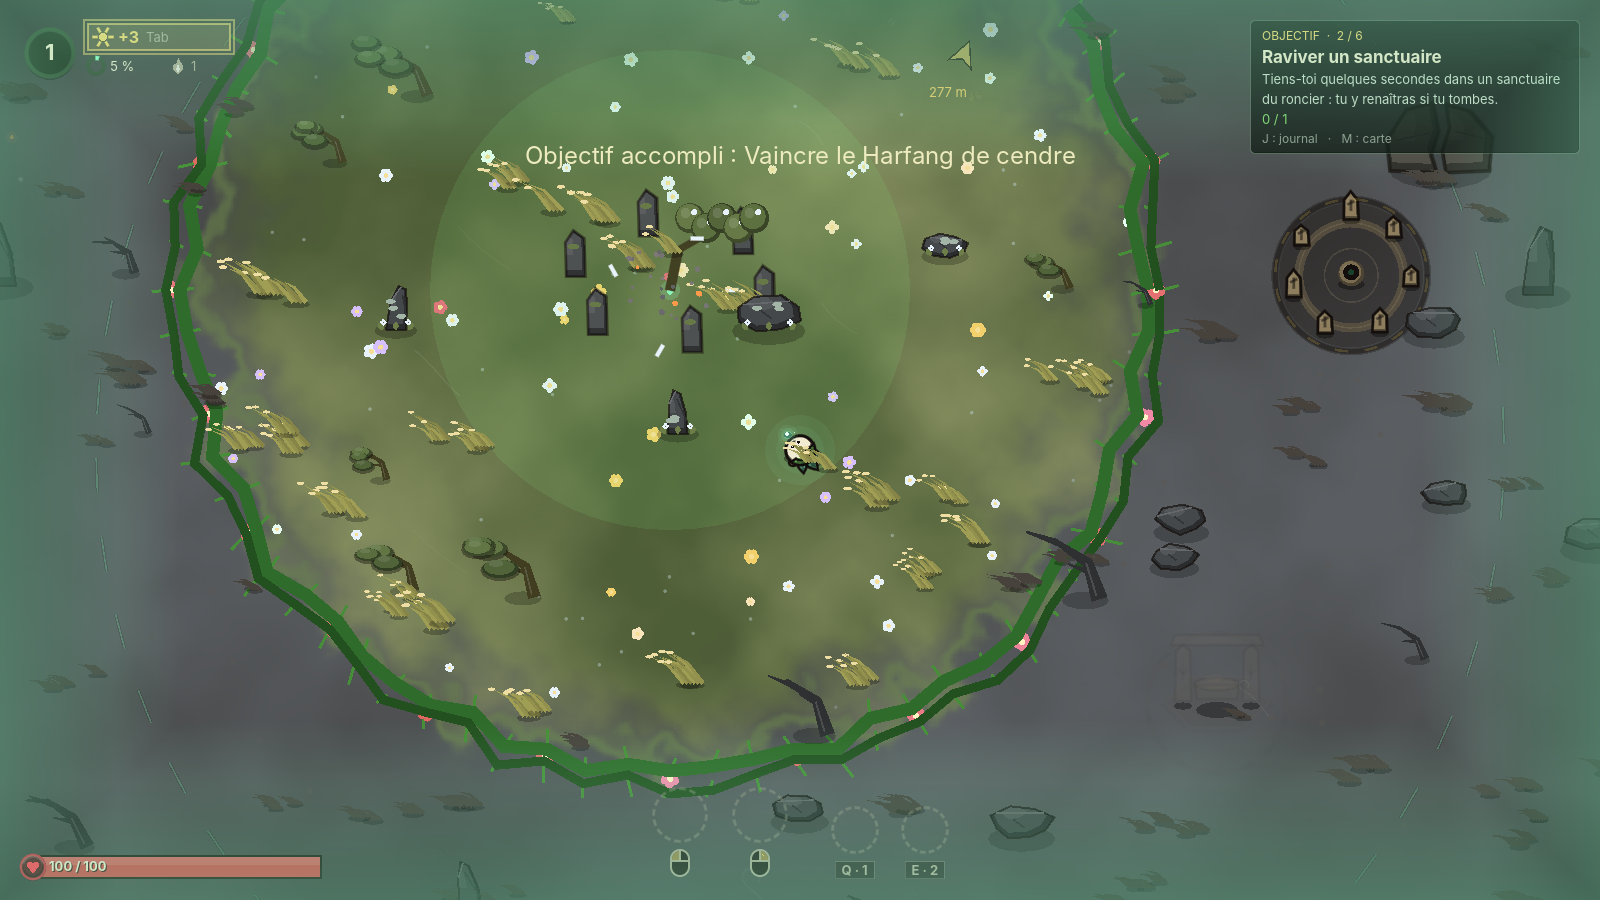 1
+3 Tab
5 % 1
OBJECTIF · 2 / 6
Raviver un sanctuaire
Tiens-toi quelques secondes dans un sanctuaire
du roncier : tu y renaîtras si tu tombes.
0 / 1
J : journal · M : carte
277 m
Objectif accompli : Vaincre le Harfang de cendre
100 / 100
Q · 1
E · 2